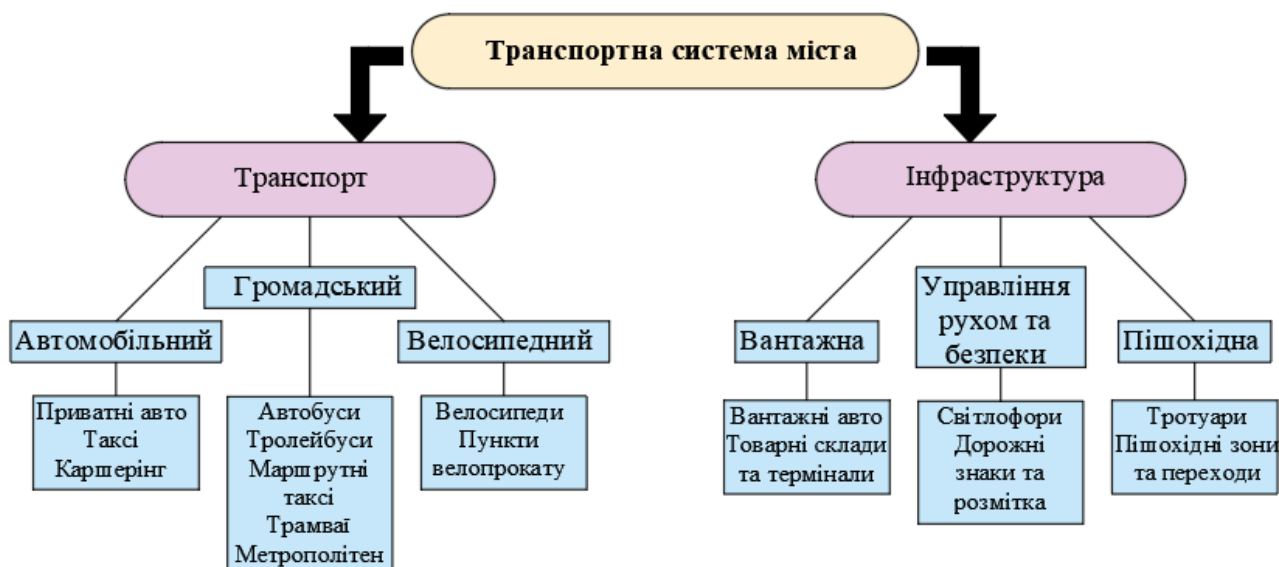 Транспортна система міста
Транспорт
Інфраструктура
Автомобільний
Громадський
Велосипедний
Приватні авто
Таксі
Каршерінг
Автобуси
Тролейбуси
Маршрутні
таксі
Трамваї
Метрополітен
Велосипеди
Пункти
велопрокату
Вантажна
Управління
рухом та
безпеки
Пішохідна
Вантажні авто
Товарні склади
та термінали
Світлофори
Дорожні
знаки та
розмітка
Тротуари
Пішохідні зони
та переходи